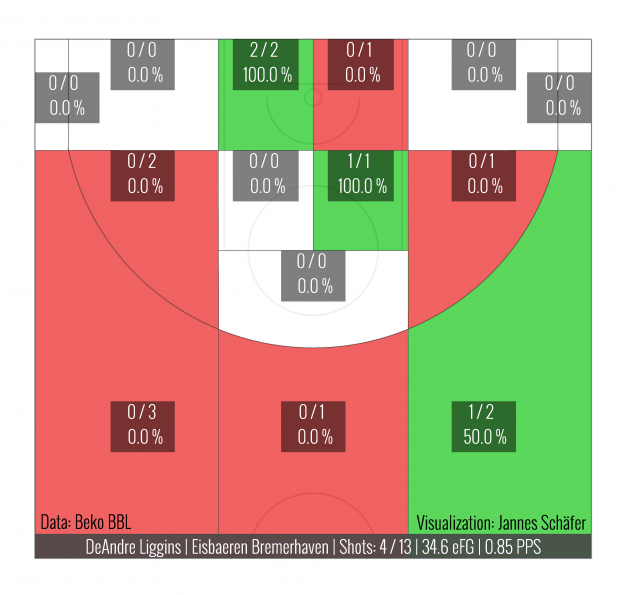 0 / 0
0.0 %
2 / 2
100.0 %
0 / 1
0.0 %
0 / 0
0.0 %
0 / 0
0.0 %
0 / 0
0.0 %
0 / 2
0.0 %
0 / 0
0.0 %
1 / 1
100.0 %
0 / 1
0.0 %
0 / 0
0.0 %
0 / 3
0.0 %
0 / 1
0.0 %
1 / 2
50.0 %
Data: Beko BBL
Visualization: Jannes Schäfer
DeAndre Liggins | Eisbaeren Bremerhaven | Shots: 4 / 13 | 34.6 eFG | 0.85 PPS